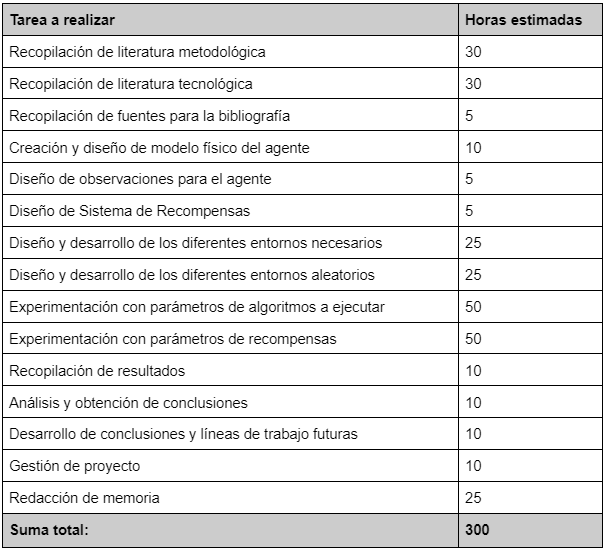 Tarea a realizar Horas estimadas
Recopilación de literatura metodológica 30
Recopilación de literatura tecnológica 30
Recopilación de fuentes para la bibliografía 5
Creación y diseño de modelo físico del agente 10
Diseño de observaciones para el agente 5
Diseño de Sistema de Recompensas 5
Diseño y desarrollo de los diferentes entornos necesarios 25
Diseño y desarrollo de los diferentes entornos aleatorios 25
Experimentación con parámetros de algoritmos a ejecutar 50
Experimentación con parámetros de recompensas 50
Recopilación de resultados 10
Análisis y obtención de conclusiones 10
Desarrollo de conclusiones y líneas de trabajo futuras 10
Gestión de proyecto 10
Redacción de memoria 25
Suma total: 300